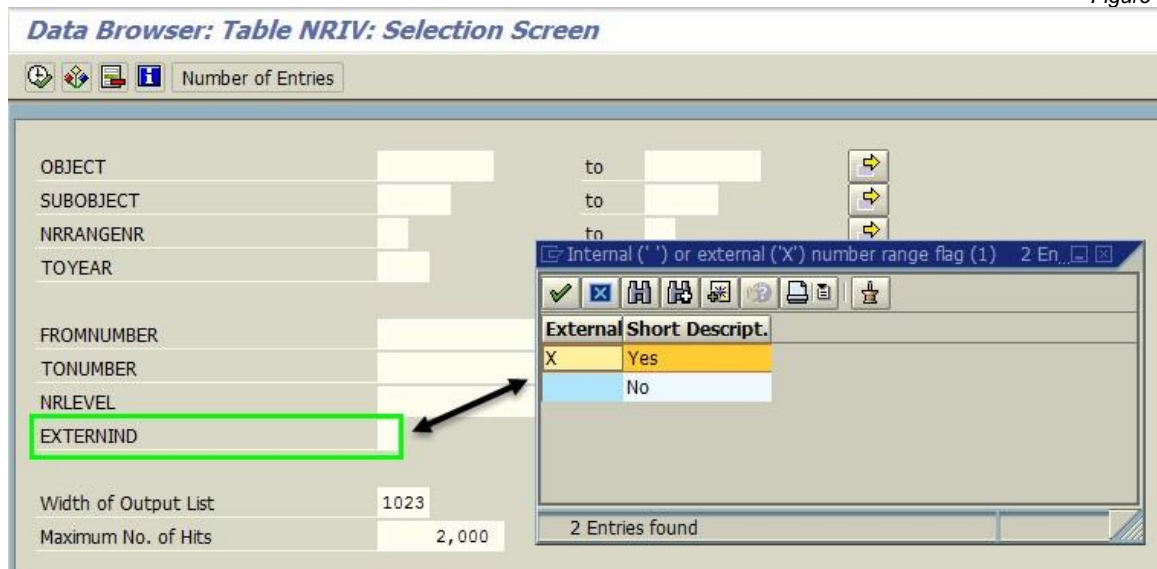 Figure
Data Browser: Table NRIV: Selection Screen
Number of Entries
OBJECT to
SUBOBJECT to
NRRANGENR to
TOYEAR
FROMNUMBER
TONUMBER
NRLEVEL
EXTERNIND
Width of Output List 1023
Maximum No. of Hits 2,000
Internal (' ') or external ('X') number range flag (1) 2 En...
External Short Descript.
X Yes
No
2 Entries found